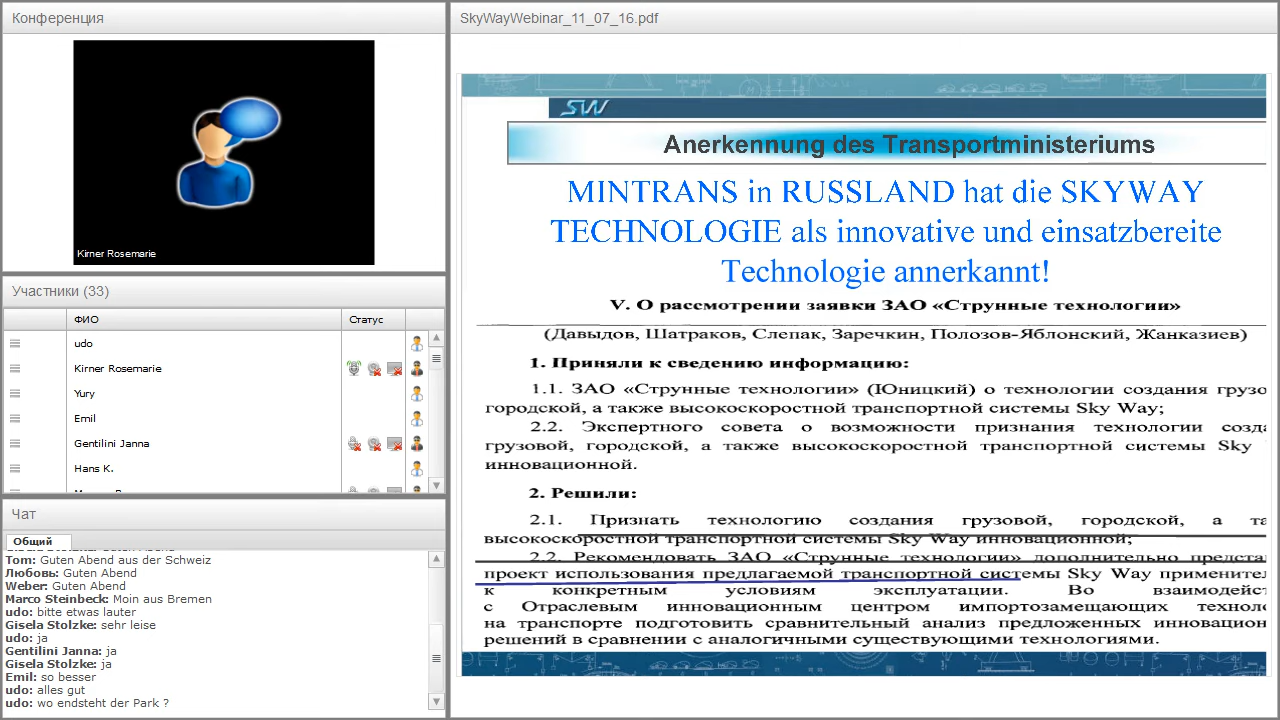 Конференция
Kirner Rosemarie
Участники (33)
ФИО
Статус
udo
Kirner Rosemarie
Yury
Emil
Gentilini Janna
Hans K.
Чат
Общий
Tom: Guten Abend aus der Schweiz
Любовь: Guten Abend
Weber: Guten Abend
Marco Steinbeck: Moin aus Bremen
udo: bitte etwas lauter
Gisela Stolzke: sehr leise
udo: ja
Gentilini Janna: ja
Gisela Stolzke: ja
Emil: so besser
udo: alles gut
udo: wo endsteht der Park ?
SkyWayWebinar_11_07_16.pdf
SW
Anerkennung des Transportministeriums
MINTRANS in RUSSLAND hat die SKYWAY
TECHNOLOGIE als innovative und einsatzbereite
Technologie annerkannt!
V. О рассмотрении заявки ЗАО «Струнные технологии»
(Давыдов, Шатраков, Слепак, Заречкин, Полозов-Яблонский, Жанказиев)
1. Приняли к сведению информацию:
1.1. ЗАО «Струнные технологии» (Юницкий) о технологии создания грузо
городской, а также высокоскоростной транспортной системы Sky Way;
2.2. Экспертного совета о возможности признания технологии созда
грузовой, городской, а также высокоскоростной транспортной системы Sky
инновационной.
2. Решили:
2.1. Признать технологию создания грузовой, городской, а та
высокоскоростной транспортной системы Sky Way инновационной;
2.2. Рекомендовать ЗАО «Струнные технологии» дополнительно предста
проект использования предлагаемой транспортной системы Sky Way применител
к конкретным условиям эксплуатации. Во взаимодейст
с Отраслевым инновационным центром импортозамещающих техноло
на транспорте подготовить сравнительный анализ предложенных инновацион
решений в сравнении с аналогичными существующими технологиями.